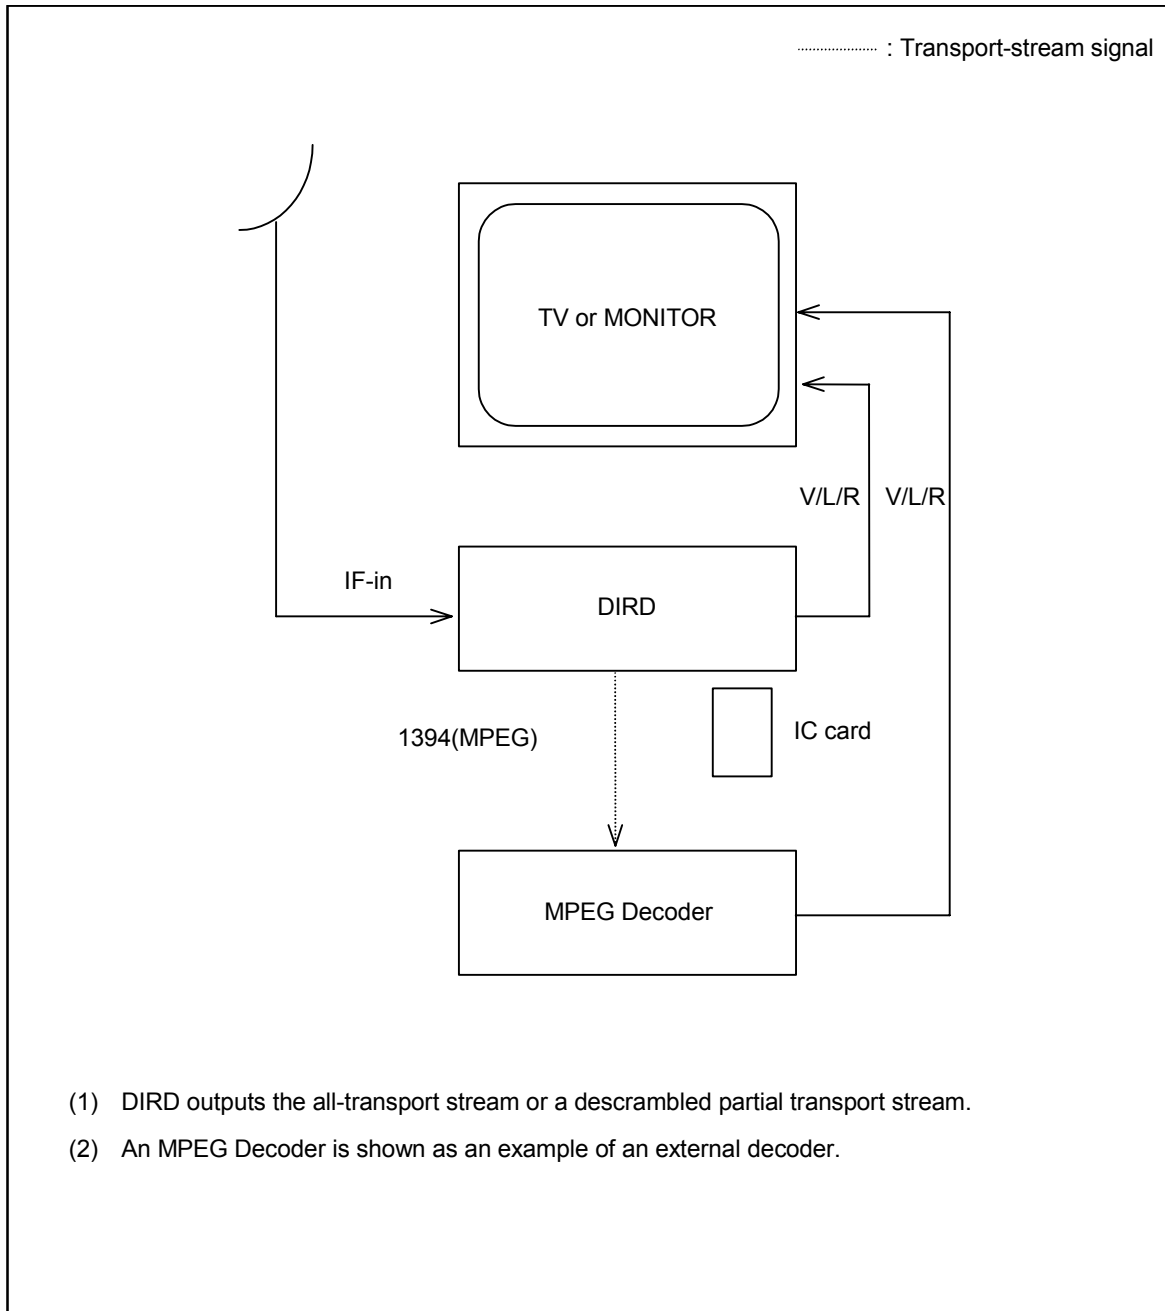 : Transport-stream signal
TV or MONITOR
V/L/R V/L/R
IF-in
DIRD
1394(MPEG)
IC card
MPEG Decoder
(1) DIRD outputs the all-transport stream or a descrambled partial transport stream.
(2) An MPEG Decoder is shown as an example of an external decoder.